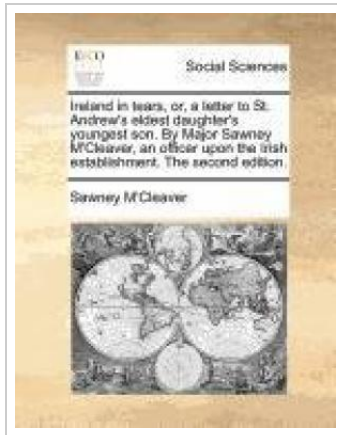 ECCO
Social Sciences
Ireland in tears, or, a letter to St.
Andrew's eldest daughter's
youngest son. By Major Sawney
M'Cleaver, an officer upon the Irish
establishment. The second edition.
Sawney M'Cleaver